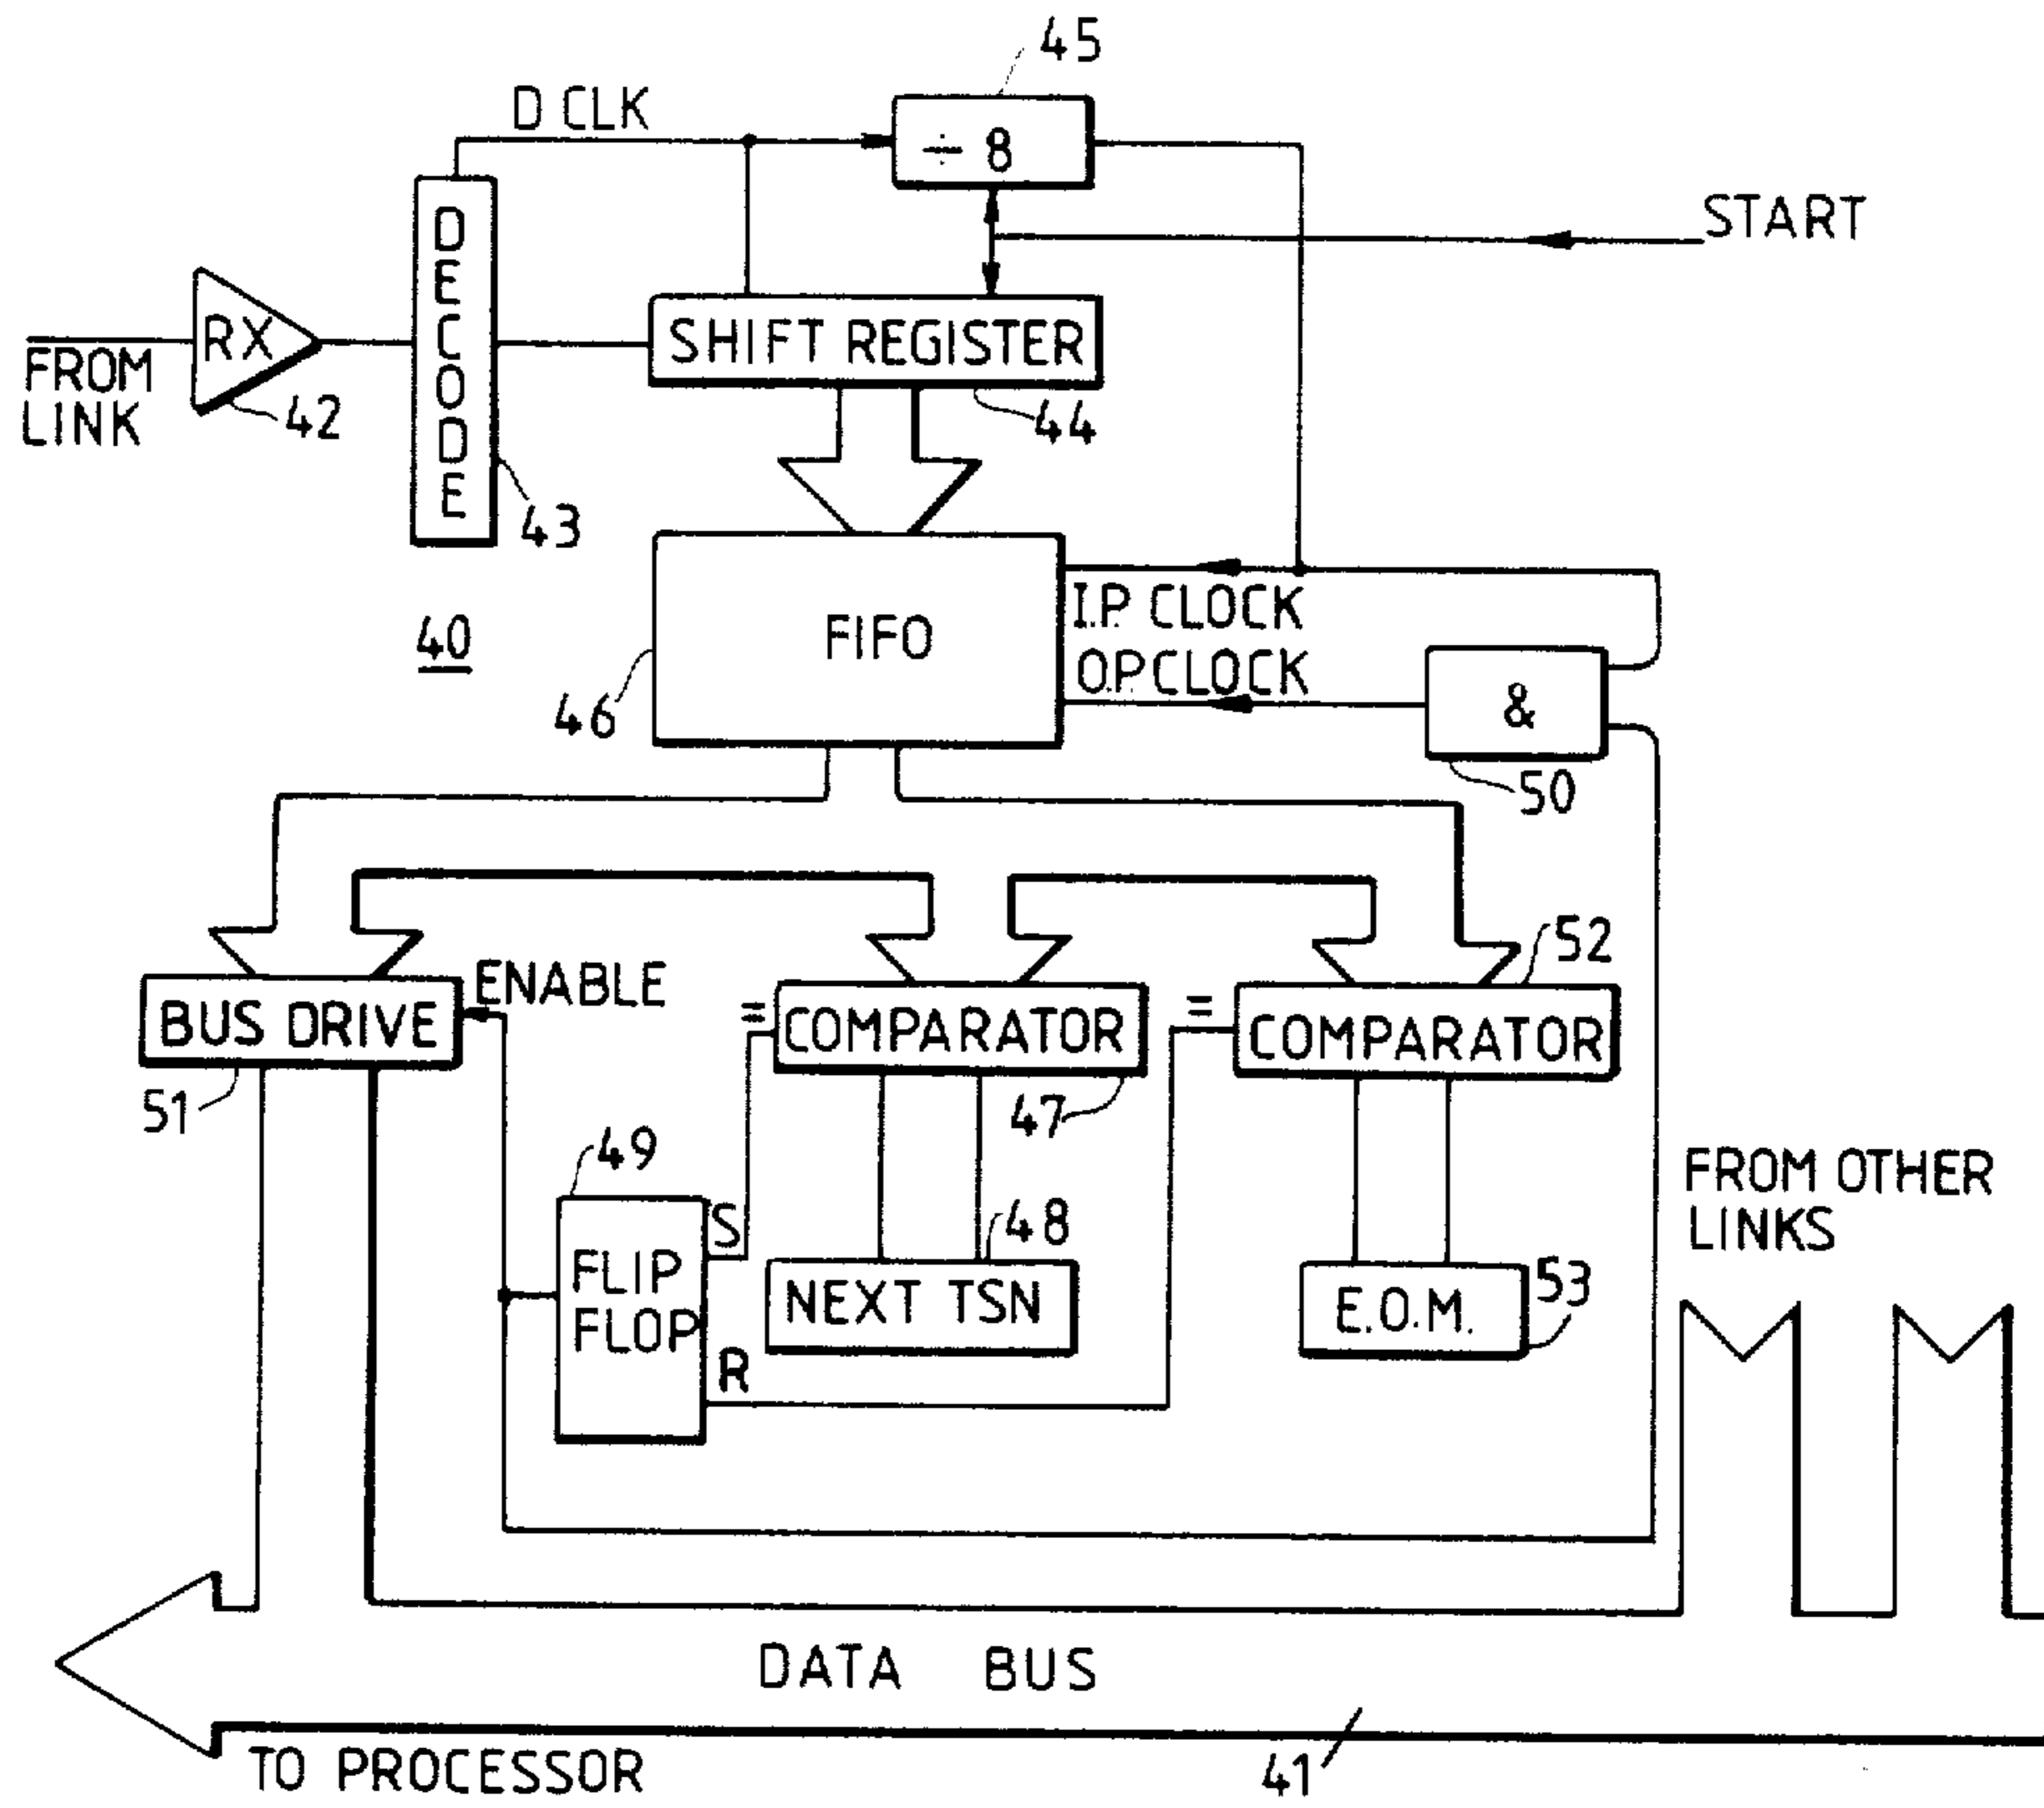 45
D CLK
÷ 8
START
DECODE
RX
SHIFT REGISTER
FROM
LINK
42
44
43
I.P CLOCK
FIFO
40
O.P.CLOCK
46
&
50
52
ENABLE
BUS DRIVE
=
COMPARATOR
=
COMPARATOR
51
47
49
FROM OTHER
LINKS
S
48
FLIP
FLOP
NEXT TSN
53
E.O.M.
R
DATA BUS
TO PROCESSOR
41